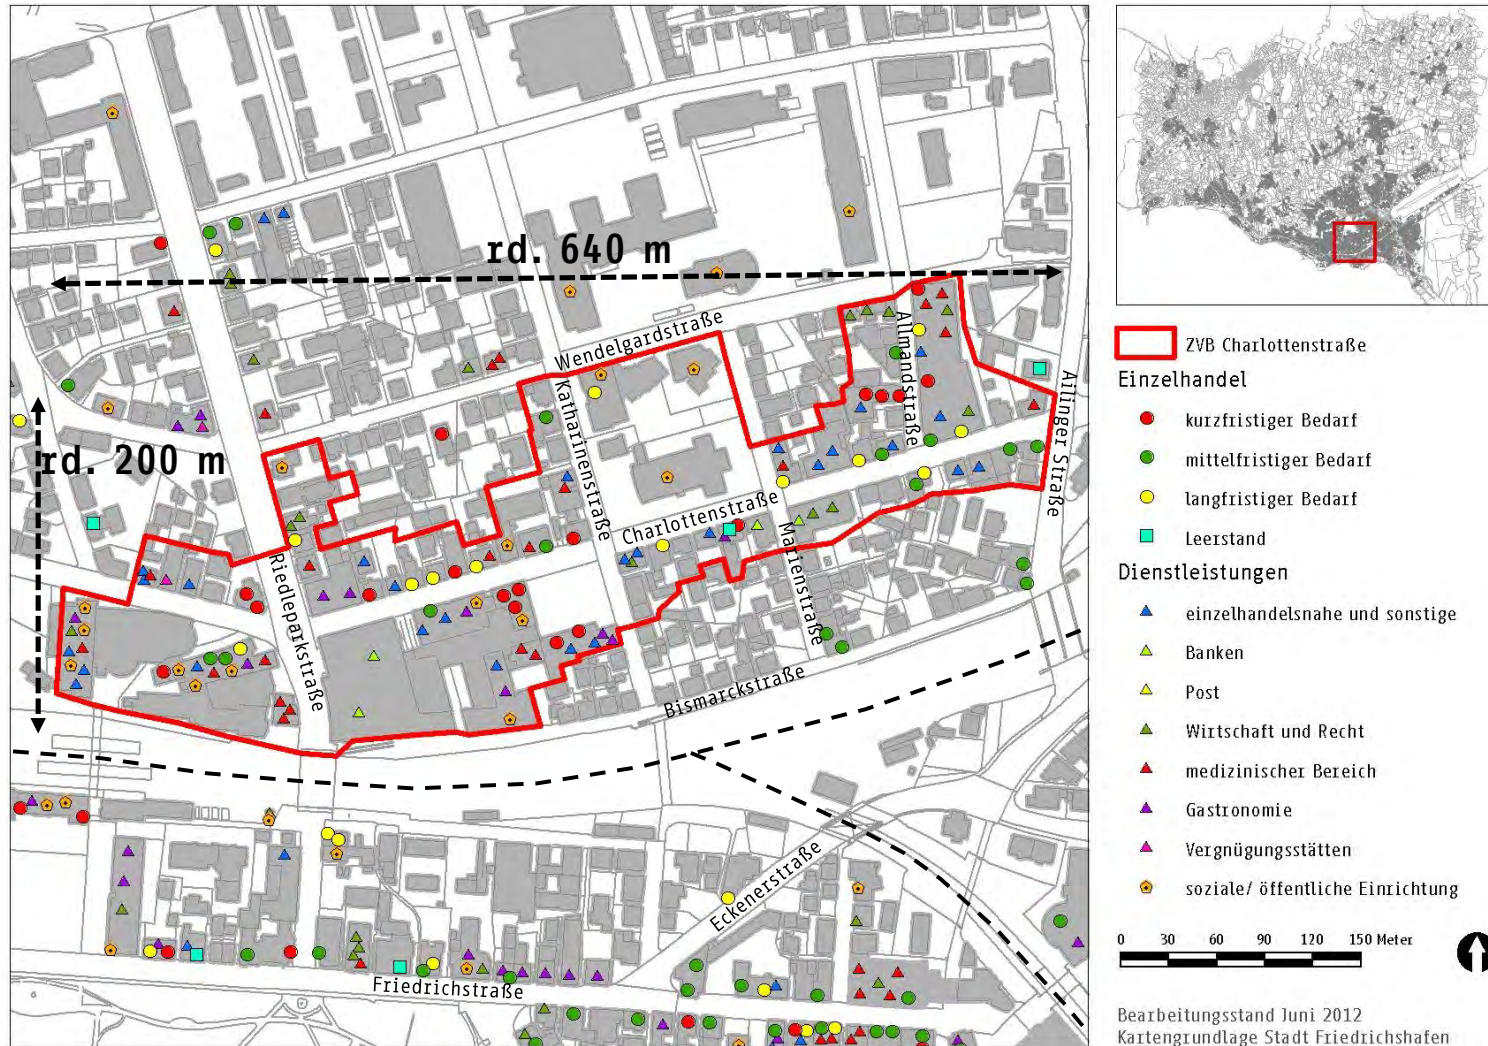 rd. 640 m
rd. 200 m
Wendelgardstraße
Katharinenstraße
Allmandstraße
Ailinger Straße
Charlottenstraße
Marienstraße
Riedleparkstraße
Bismarckstraße
Eckenerstraße
Friedrichstraße
ZVB Charlottenstraße
Einzelhandel
kurzfristiger Bedarf
mittelfristiger Bedarf
langfristiger Bedarf
Leerstand
Dienstleistungen
einzelhandelsnahe und sonstige
Banken
Post
Wirtschaft und Recht
medizinischer Bereich
Gastronomie
Vergnügungsstätten
soziale/ öffentliche Einrichtung
0 30 60 90 120 150 Meter
Bearbeitungsstand Juni 2012
Kartengrundlage Stadt Friedrichshafen